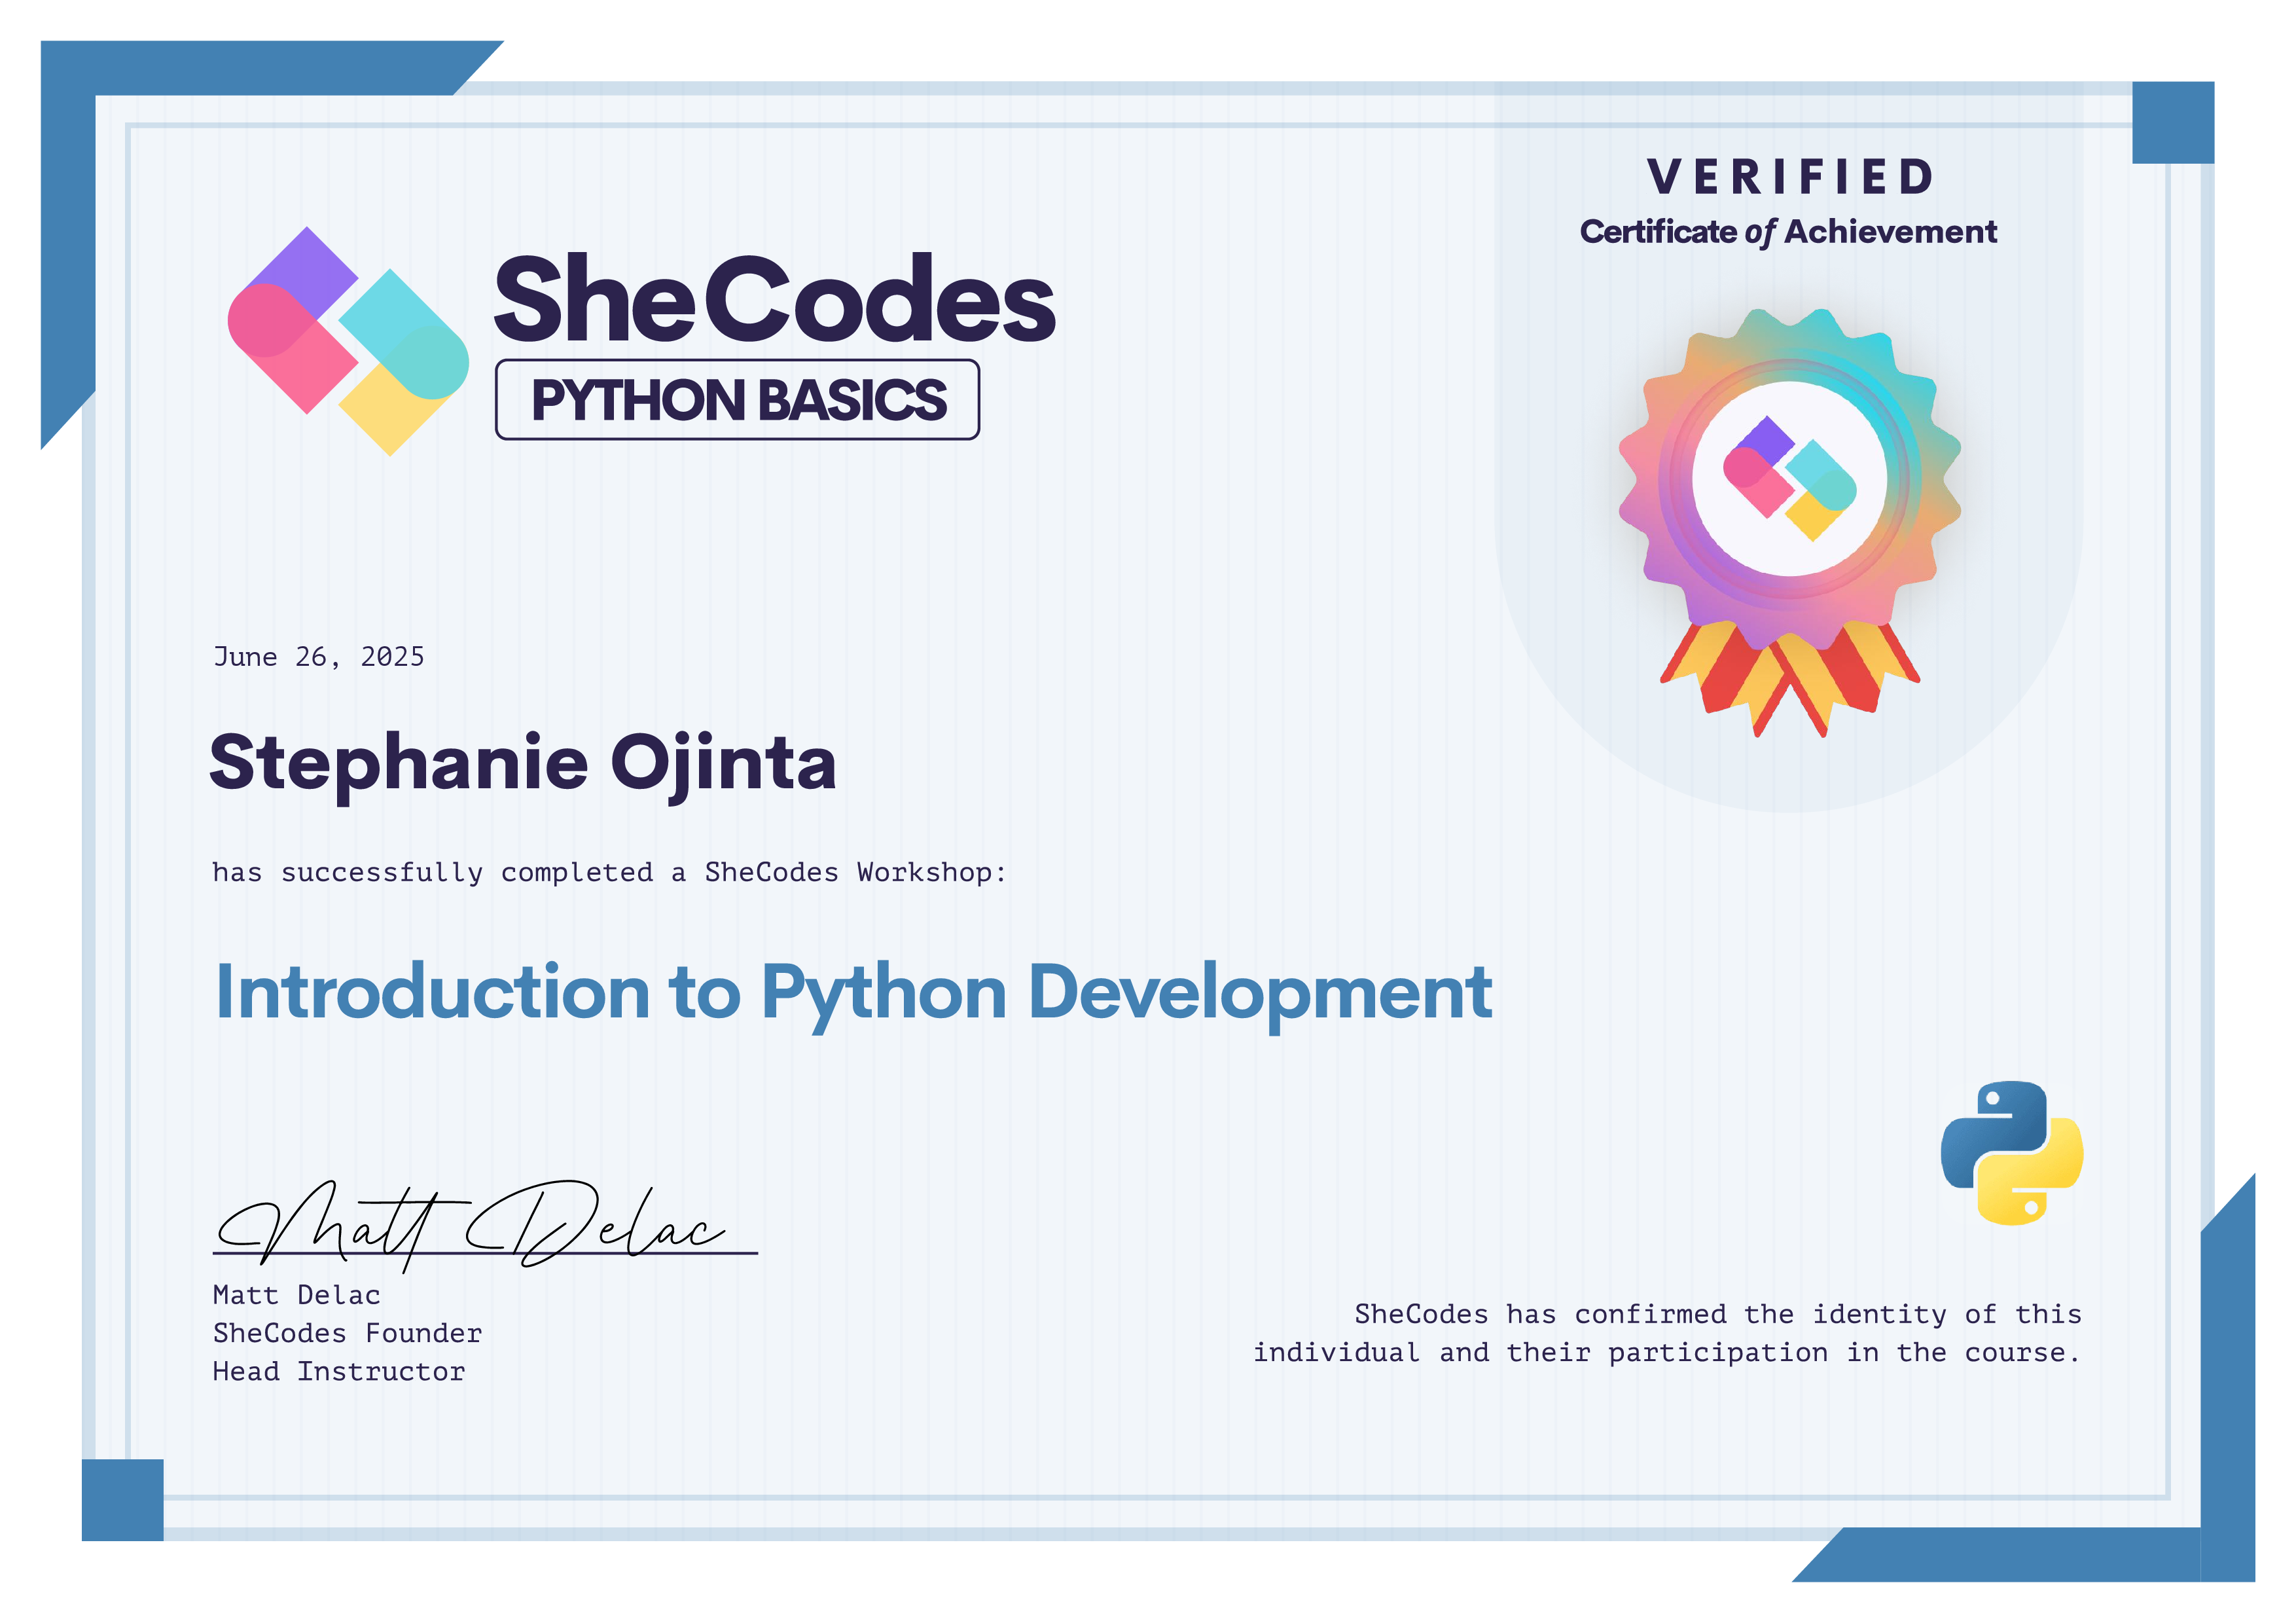 VERIFIED
Certificate of Achievement
SheCodes
PYTHON BASICS
June 26, 2025
Stephanie Ojinta
has successfully completed a SheCodes Workshop:
Introduction to Python Development
Matt Delac
Matt Delac
SheCodes Founder
Head Instructor
SheCodes has confirmed the identity of this
individual and their participation in the course.